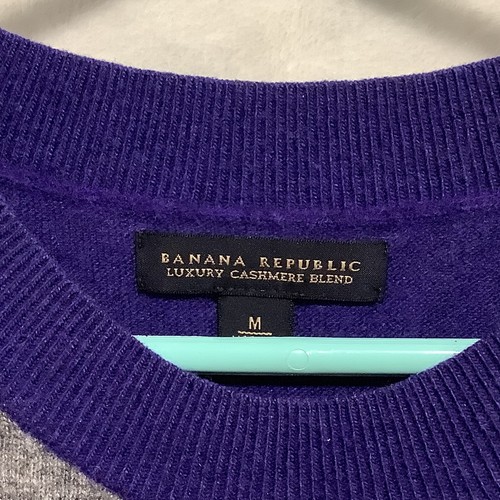 BANANA REPUBLIC
LUXURY CASHMERE BLEND
M